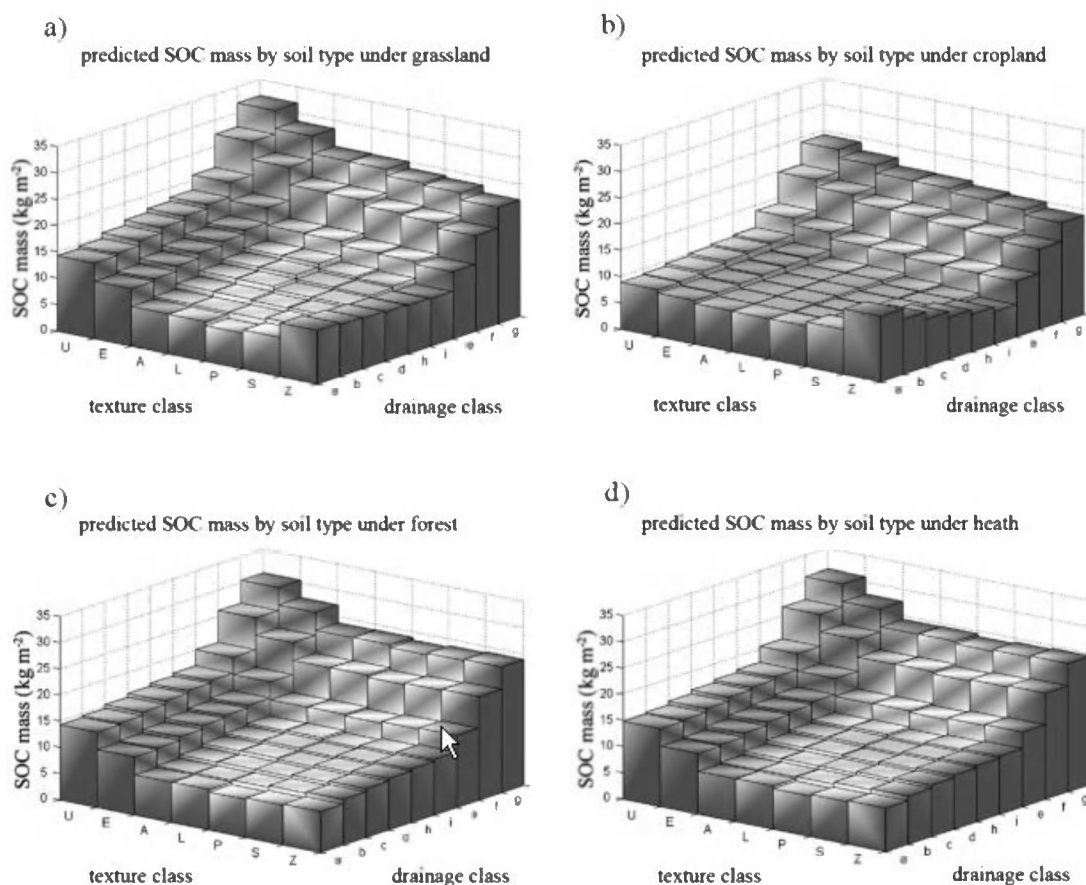 a)
predicted SOC mass by soil type under grassland
SOC mass (kg m⁻²)
35
30
25
20
15
10
5
0
U E A L P S Z
a b c d h i e f g
texture class
drainage class
b)
predicted SOC mass by soil type under cropland
SOC mass (kg m⁻²)
35
30
25
20
15
10
5
0
U E A L P S Z
a b c d h i e f g
texture class
drainage class
c)
predicted SOC mass by soil type under forest
SOC mass (kg m⁻²)
35
30
25
20
15
10
5
0
U E A L P S Z
a b c d h i e f g
texture class
drainage class
d)
predicted SOC mass by soil type under heath
SOC mass (kg m⁻²)
35
30
25
20
15
10
5
0
U E A L P S Z
a b c d h i e f g
texture class
drainage class